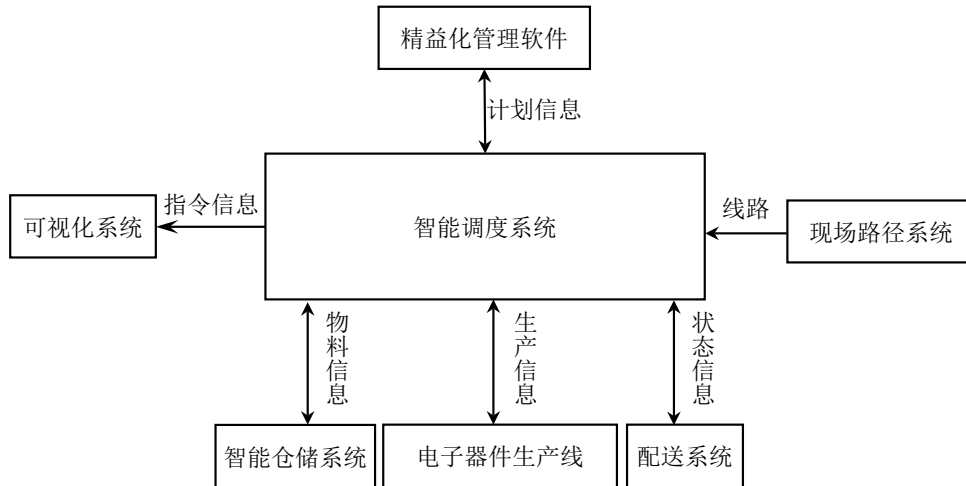 精益化管理软件
计划信息
指令信息
线路
可视化系统
智能调度系统
现场路径系统
物料信息
生产信息
状态信息
智能仓储系统
电子器件生产线
配送系统